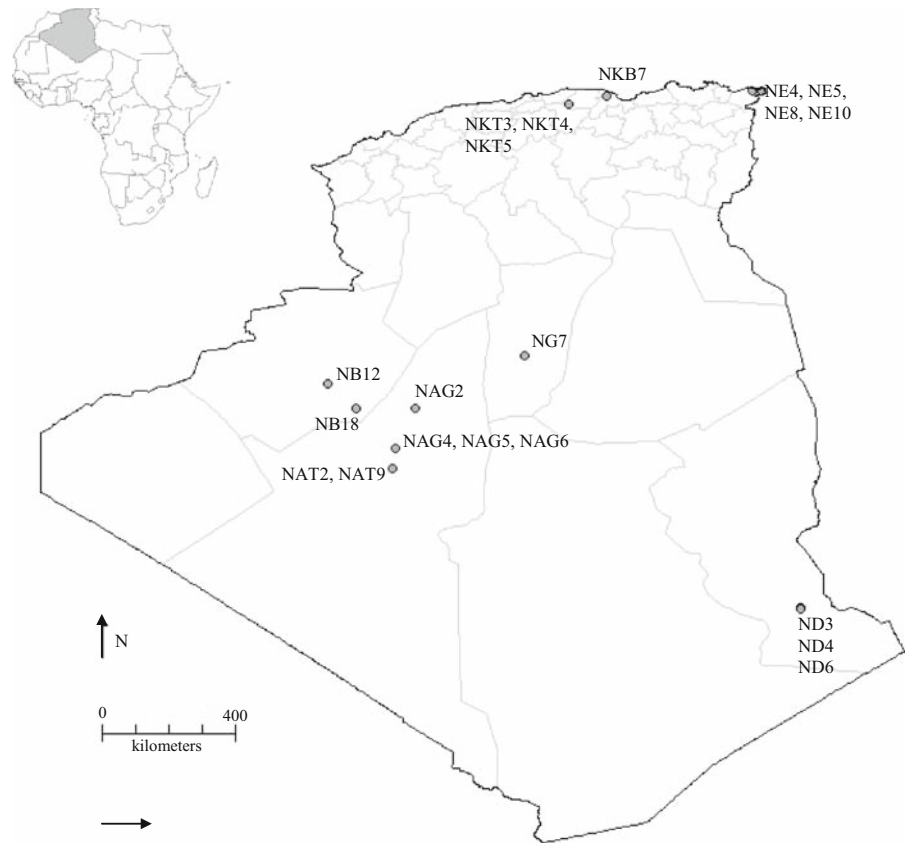 NKB7
NE4, NE5,
NE8, NE10
NKT3, NKT4,
NKT5
NG7
NB12
NAG2
NB18
NAG4, NAG5, NAG6
NAT2, NAT9
ND3
ND4
ND6
N
0 400
kilometers